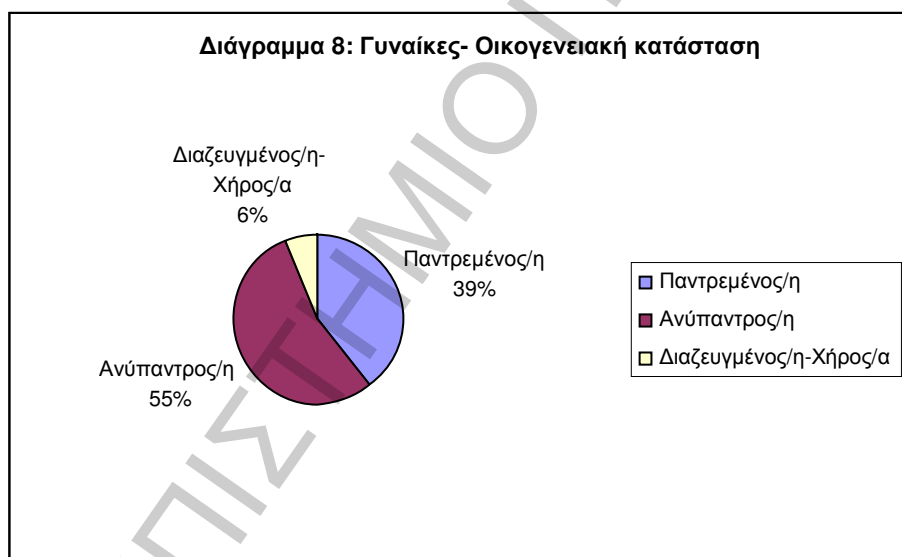 Διάγραμμα 8: Γυναίκες- Οικογενειακή κατάσταση
Διαζευγμένος/η-
Χήρος/α
6%
Παντρεμένος/η
39%
Ανύπαντρος/η
55%
Παντρεμένος/η
Ανύπαντρος/η
Διαζευγμένος/η-Χήρος/α